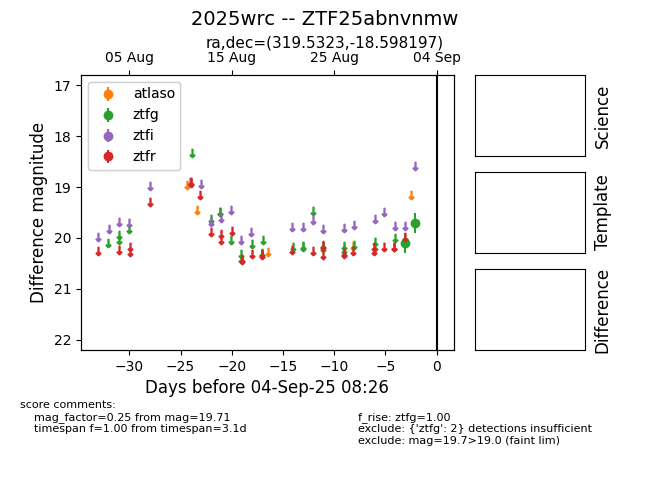 2025wrc -- ZTF25abnvnmw
ra,dec=(319.5323,-18.598197)
05 Aug
15 Aug
25 Aug
04 Sep
atlaso
ztfg
ztfi
ztfr
17
18
19
20
21
22
Difference magnitude
−30
−25
−20
−15
−10
−5
0
Days before 04-Sep-25 08:26
Science
Template
Difference
score comments:
mag_factor=0.25 from mag=19.71
timespan f=1.00 from timespan=3.1d
f_rise: ztfg=1.00
exclude: {'ztfg': 2} detections insufficient
exclude: mag=19.7>19.0 (faint lim)